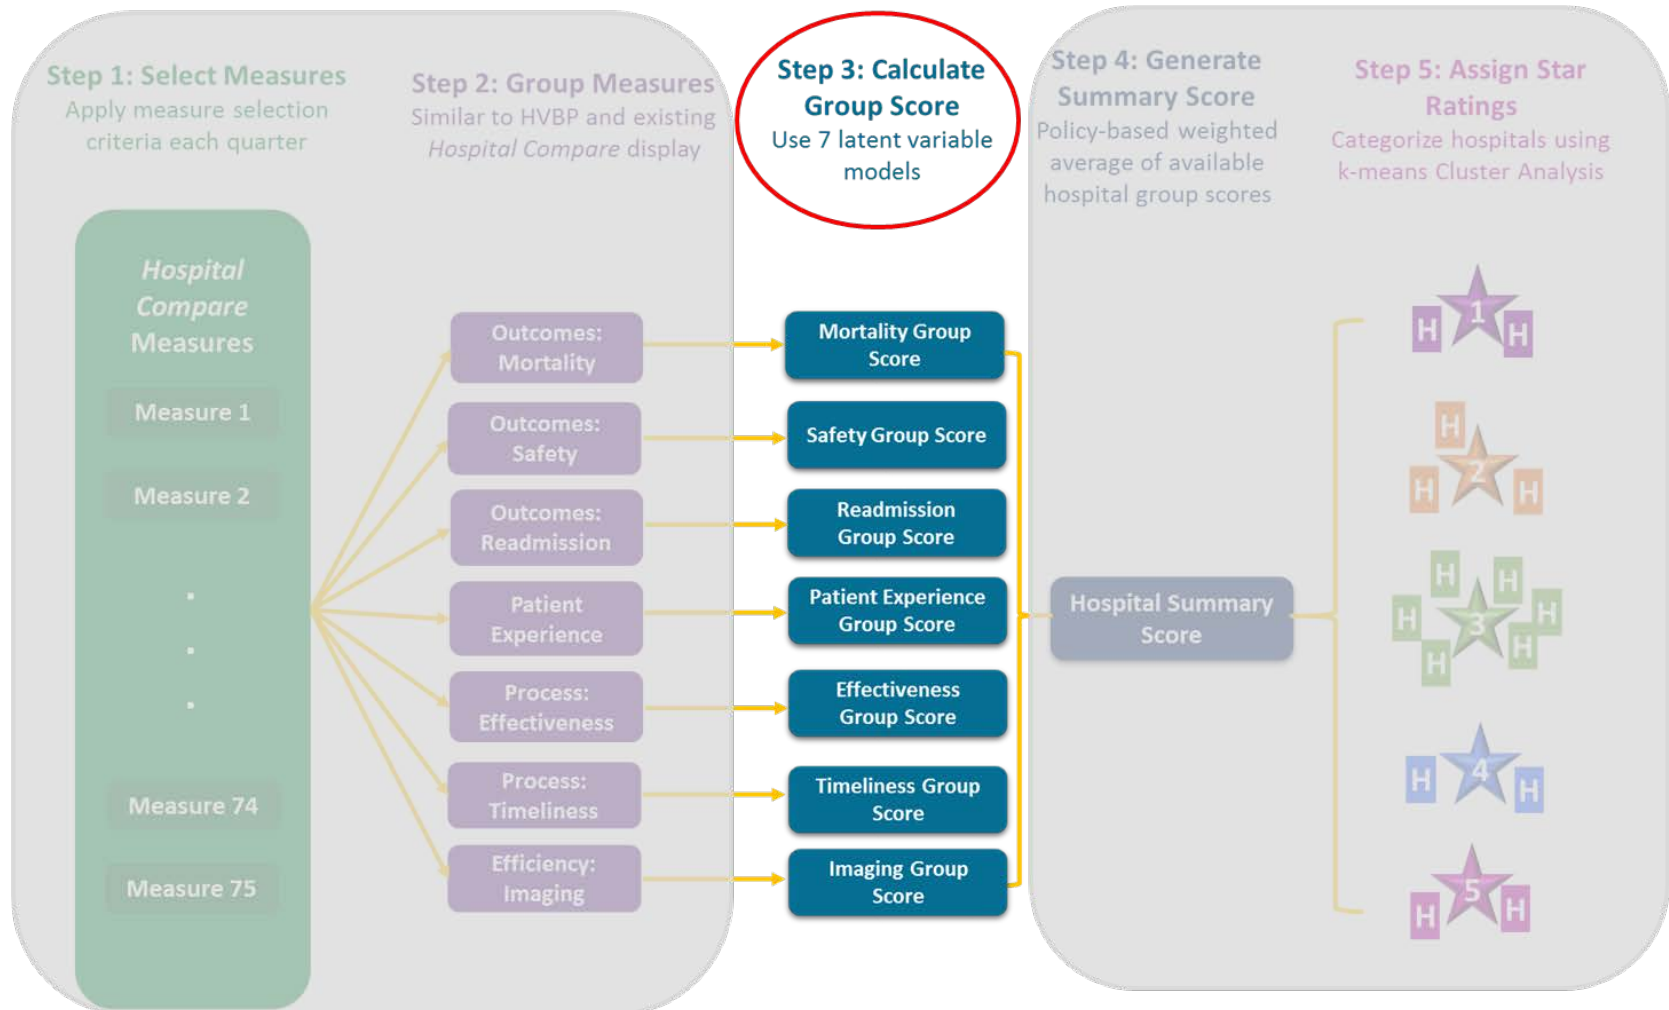 Step 1: Select Measures
Apply measure selection
criteria each quarter
Step 2: Group Measures
Similar to HVBP and existing
Hospital Compare display
Step 3: Calculate
Group Score
Use 7 latent variable
models
Step 4: Generate
Summary Score
Policy-based weighted
average of available
hospital group scores
Step 5: Assign Star
Ratings
Categorize hospitals using
k-means Cluster Analysis
Hospital
Compare
Measures
Measure 1
Measure 2
.
.
.
Measure 74
Measure 75
Outcomes:
Mortality
Outcomes:
Safety
Outcomes:
Readmission
Patient
Experience
Process:
Effectiveness
Process:
Timeliness
Efficiency:
Imaging
Mortality Group
Score
Safety Group Score
Readmission
Group Score
Patient Experience
Group Score
Effectiveness
Group Score
Timeliness Group
Score
Imaging Group
Score
Hospital Summary
Score
H 1 H
H
H 2 H
H H
H 3 H
H H
H 4 H
H 5 H